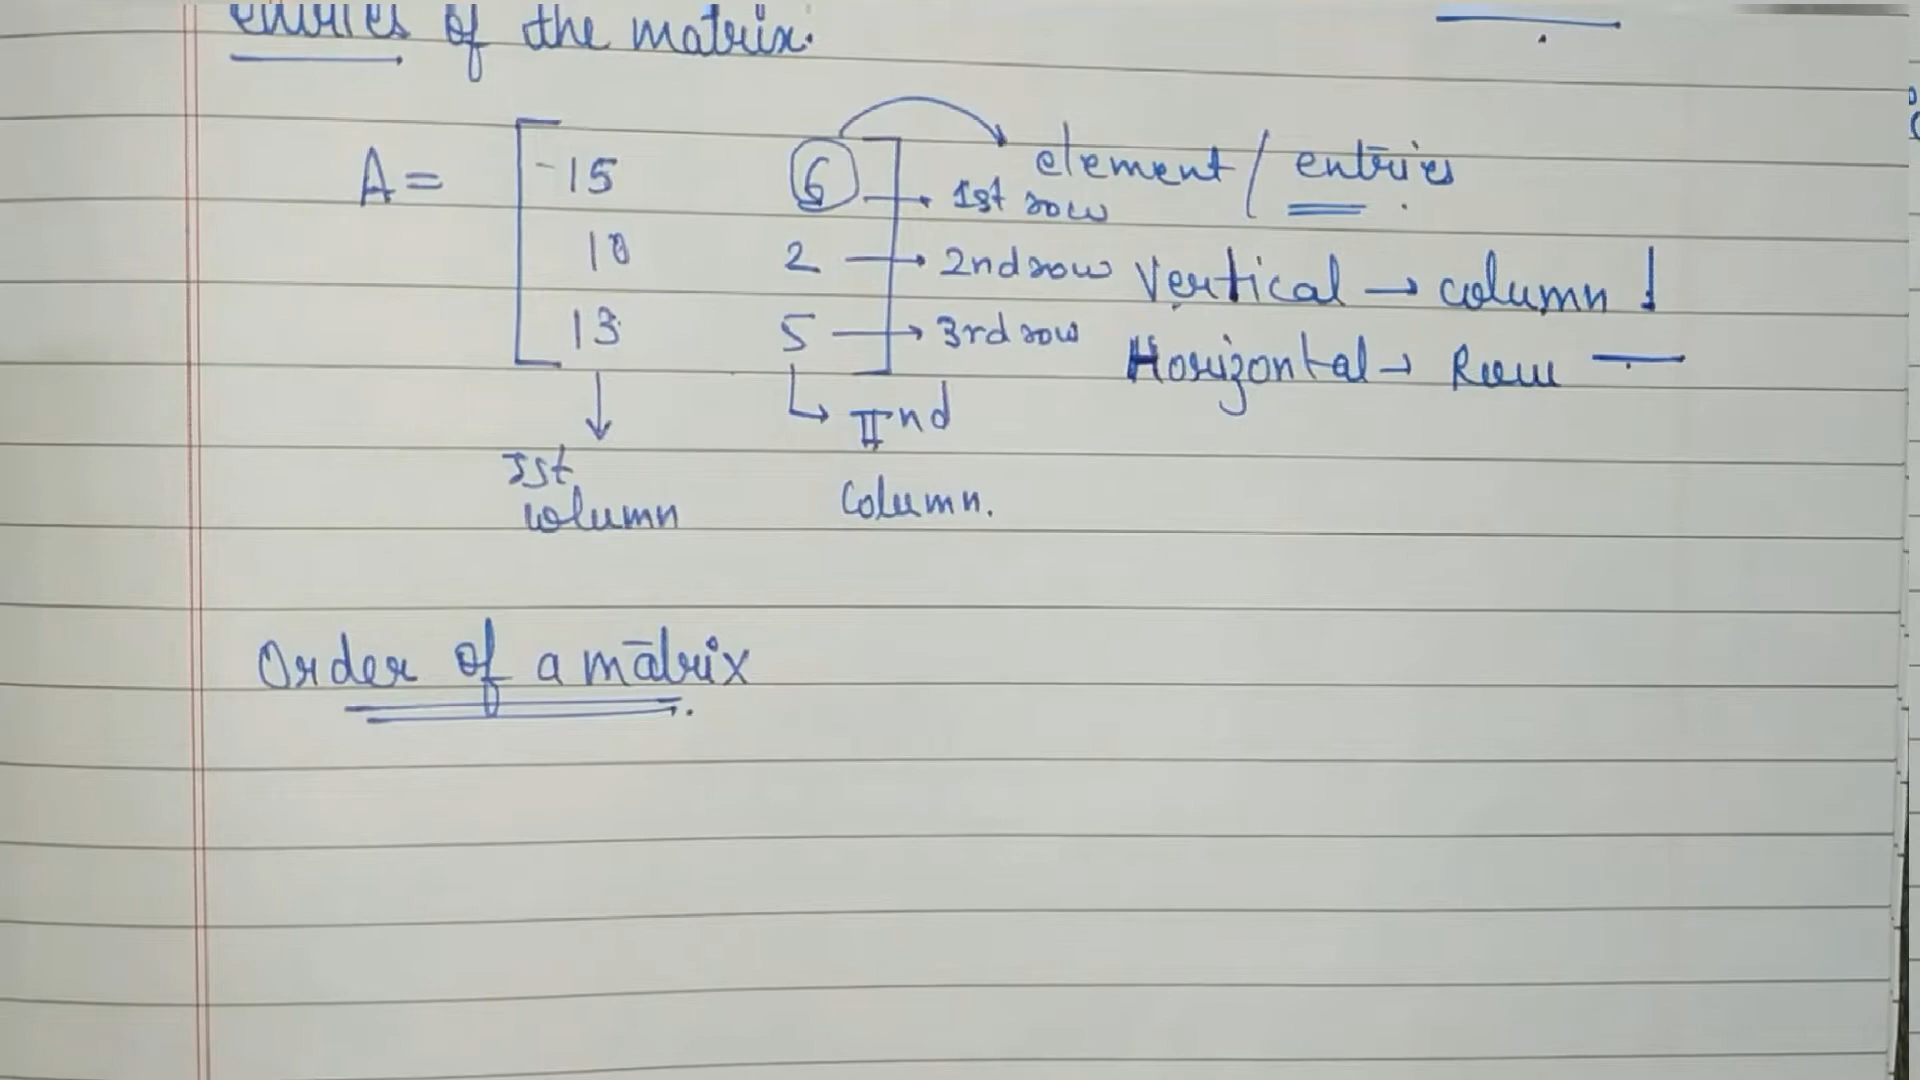 entries of the matrix.
A = [ -15 6 ] element / entries
→ 1st row
10 2 → 2nd row Vertical → column
13 5 → 3rd row Horizontal → Row —
IInd
Ist
column Column.
Order of a matrix